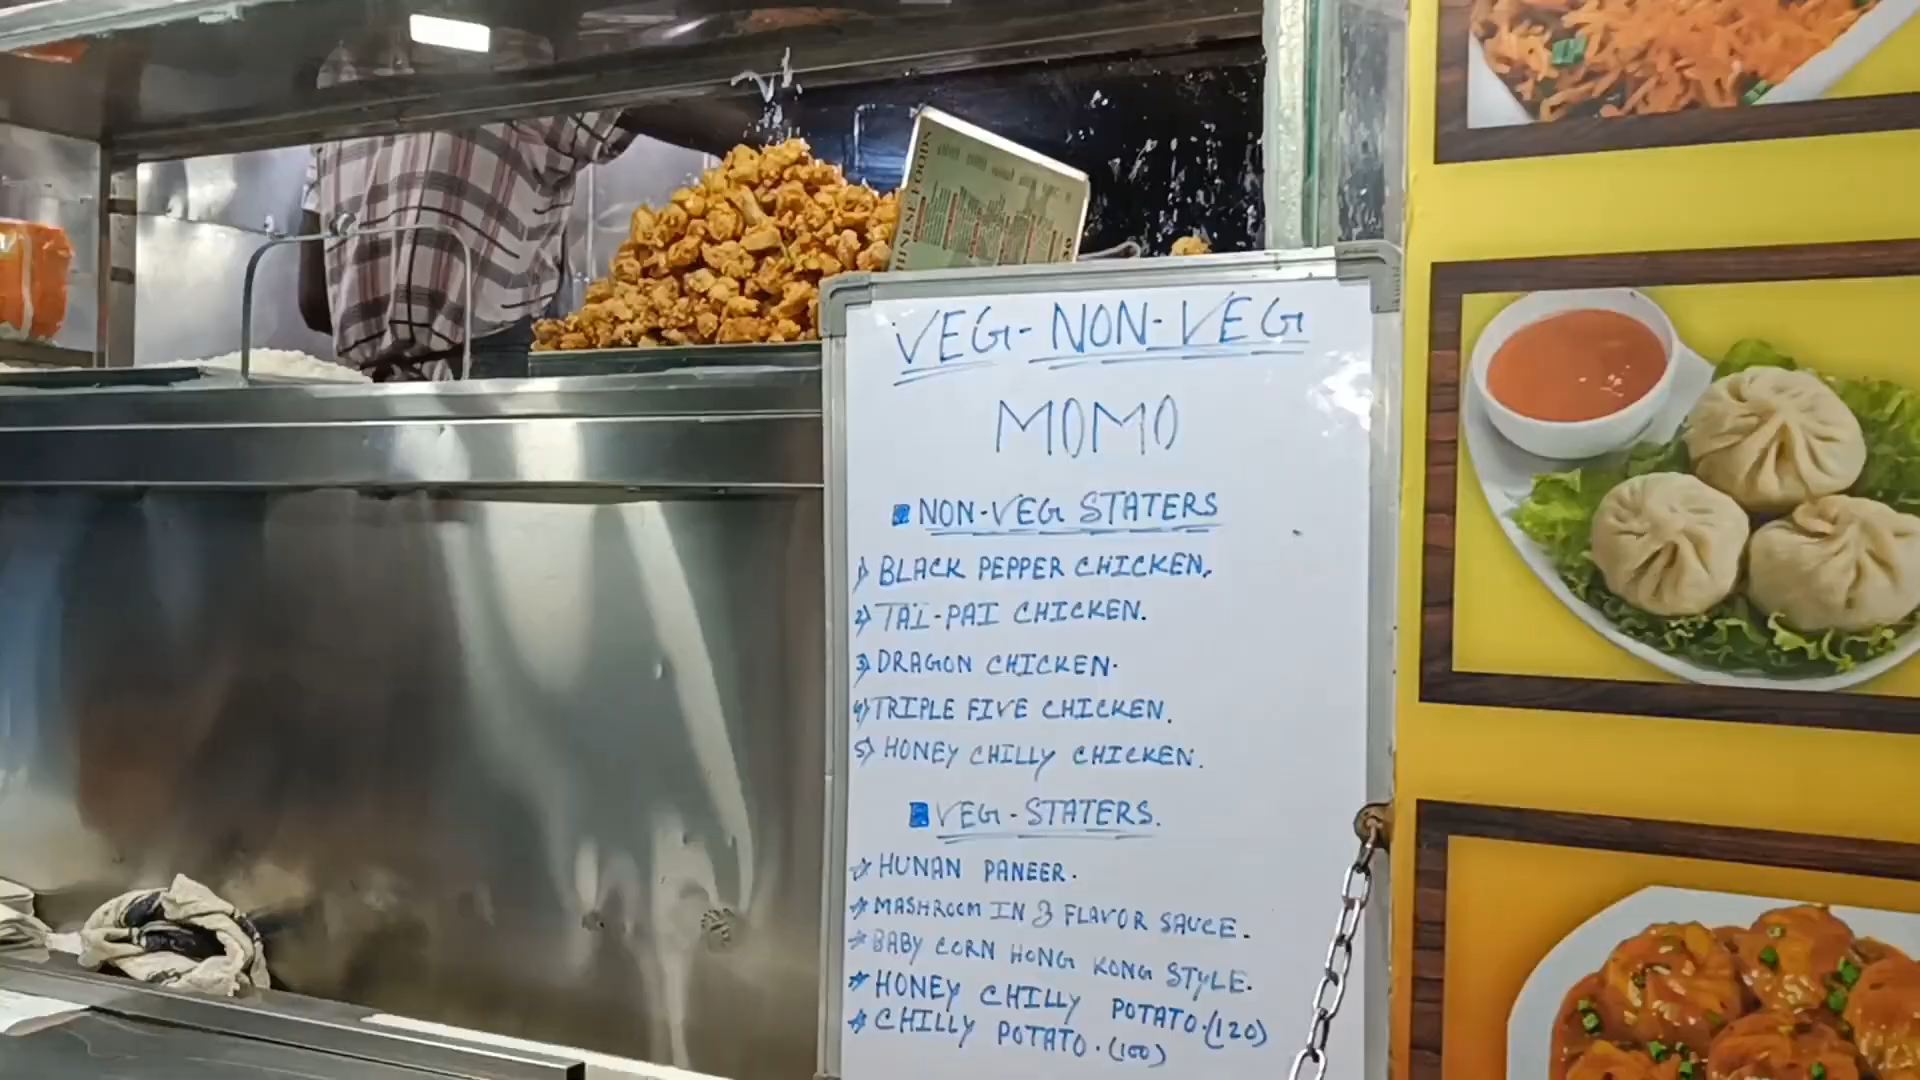 CHINESE FOODS
VEG-NON-VEG
MOMO
NON-VEG STATERS
1) BLACK PEPPER CHICKEN.
2) TAI-PAI CHICKEN.
3) DRAGON CHICKEN.
4) TRIPLE FIVE CHICKEN.
5) HONEY CHILLY CHICKEN.
VEG-STATERS.
☆ HUNAN PANEER.
☆ MASHROOM IN 3 FLAVOR SAUCE.
☆ BABY CORN HONG KONG STYLE.
☆ HONEY CHILLY POTATO.(120)
☆ CHILLY POTATO.(100)